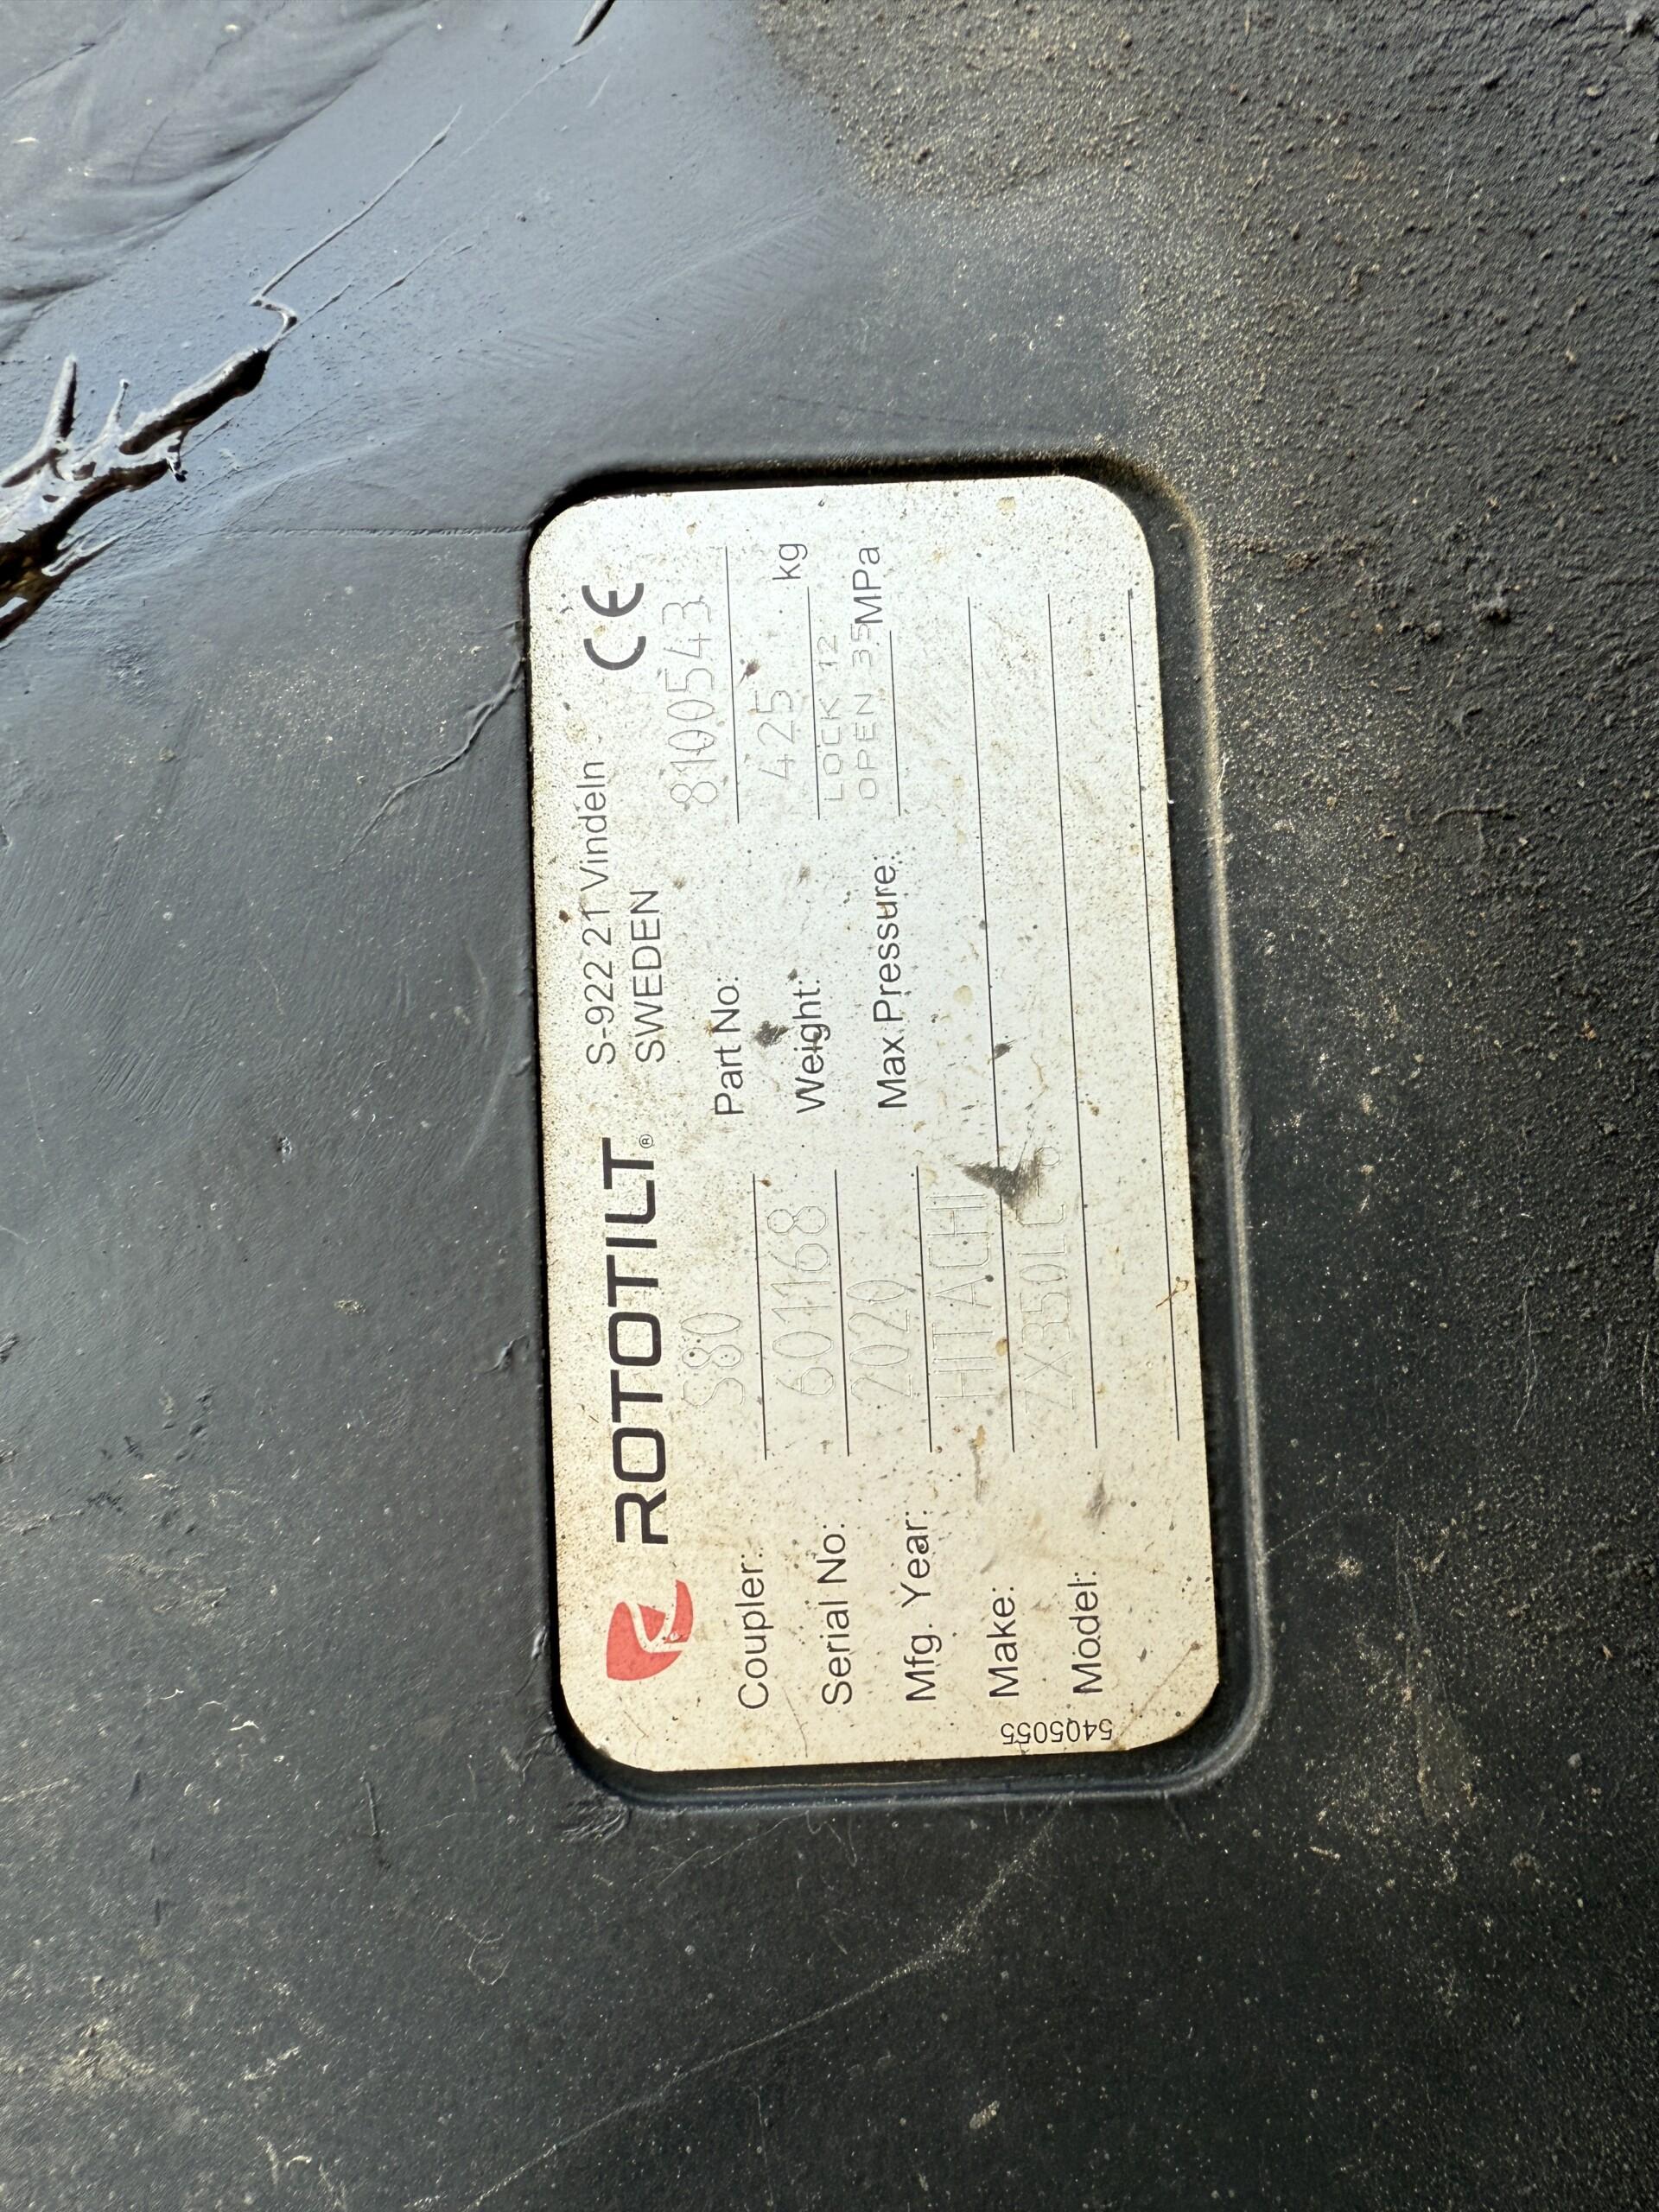 ROTOTILT® S-922 21 Vindeln CE
SWEDEN
Coupler: S80 Part No: 8100543
Serial No: 601168 Weight: 425 kg
Mfg. Year: 2020 Max.Pressure: LOCK 12
OPEN 35 MPa
Make: HITACHI
Model: ZX350LC-6
5405055